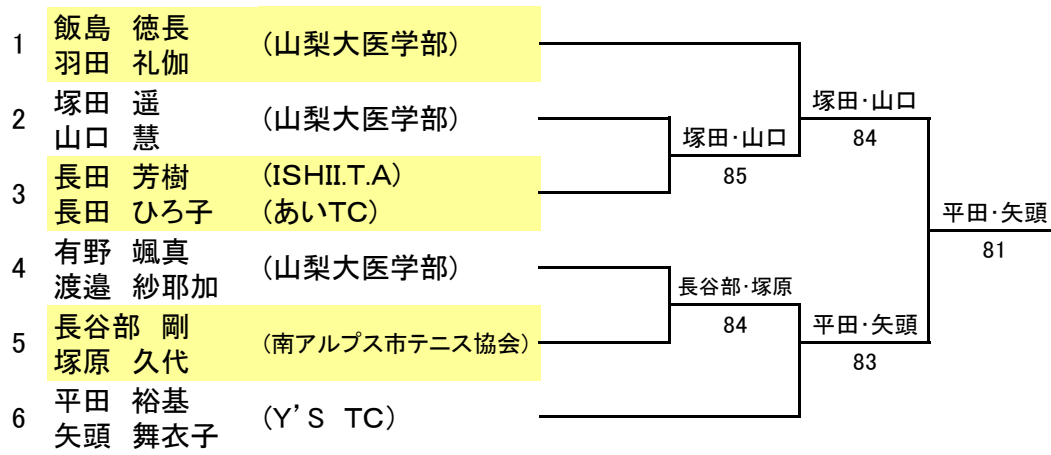 1 飯島 徳長 (山梨大医学部)
羽田 礼伽
2 塚田 遥 (山梨大医学部)
山口 慧
3 長田 芳樹 (ISHII.T.A)
長田 ひろ子 (あいTC)
4 有野 颯真 (山梨大医学部)
渡邉 紗耶加
5 長谷部 剛 (南アルプス市テニス協会)
塚原 久代
6 平田 裕基 (Y'S TC)
矢頭 舞衣子
塚田・山口
85
長谷部・塚原
84
塚田・山口
84
平田・矢頭
83
平田・矢頭
81